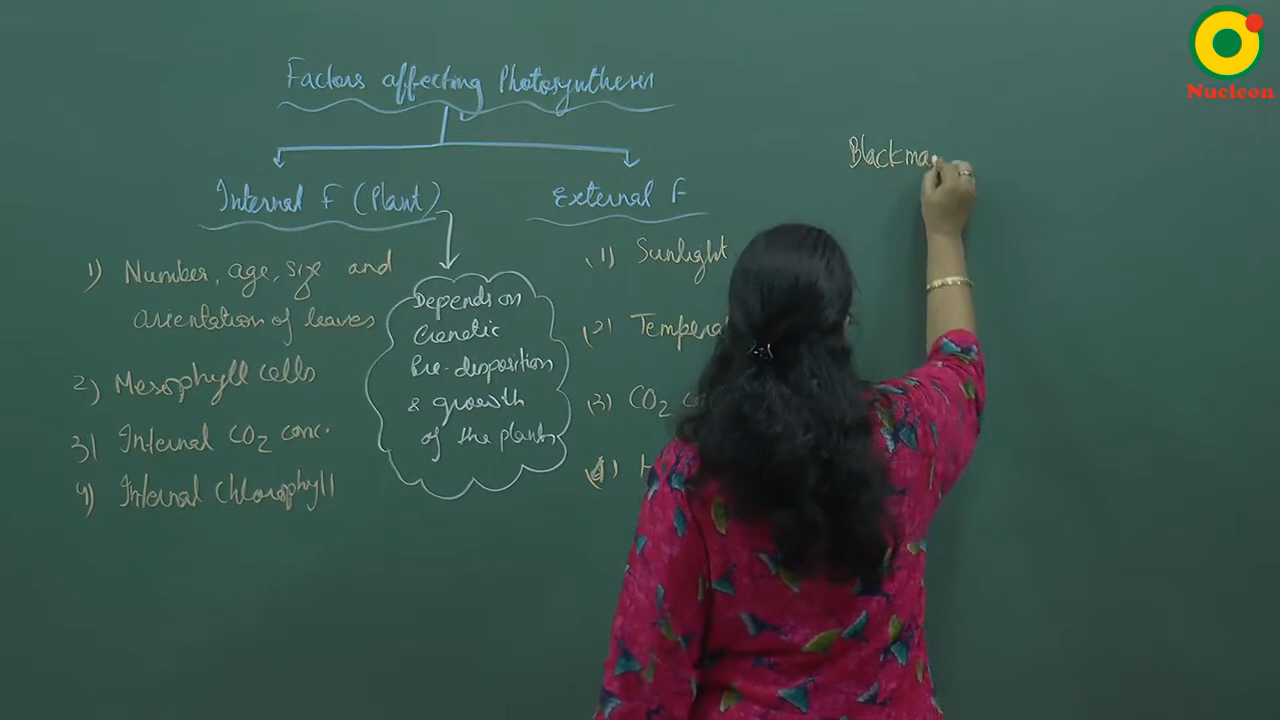 Nucleon
Factors affecting Photosynthesis
Blackma
Internal F (Plant)
External F
1) Number, age, size and
orientation of leaves
2) Mesophyll cells
3) Internal CO2 conc.
4) Internal Chlorophyll
Depends on
Genetic
Pre-disposition
& growth
of the plants
(1) Sunlight
(2) Tempera
(3) CO2 co
(4) H